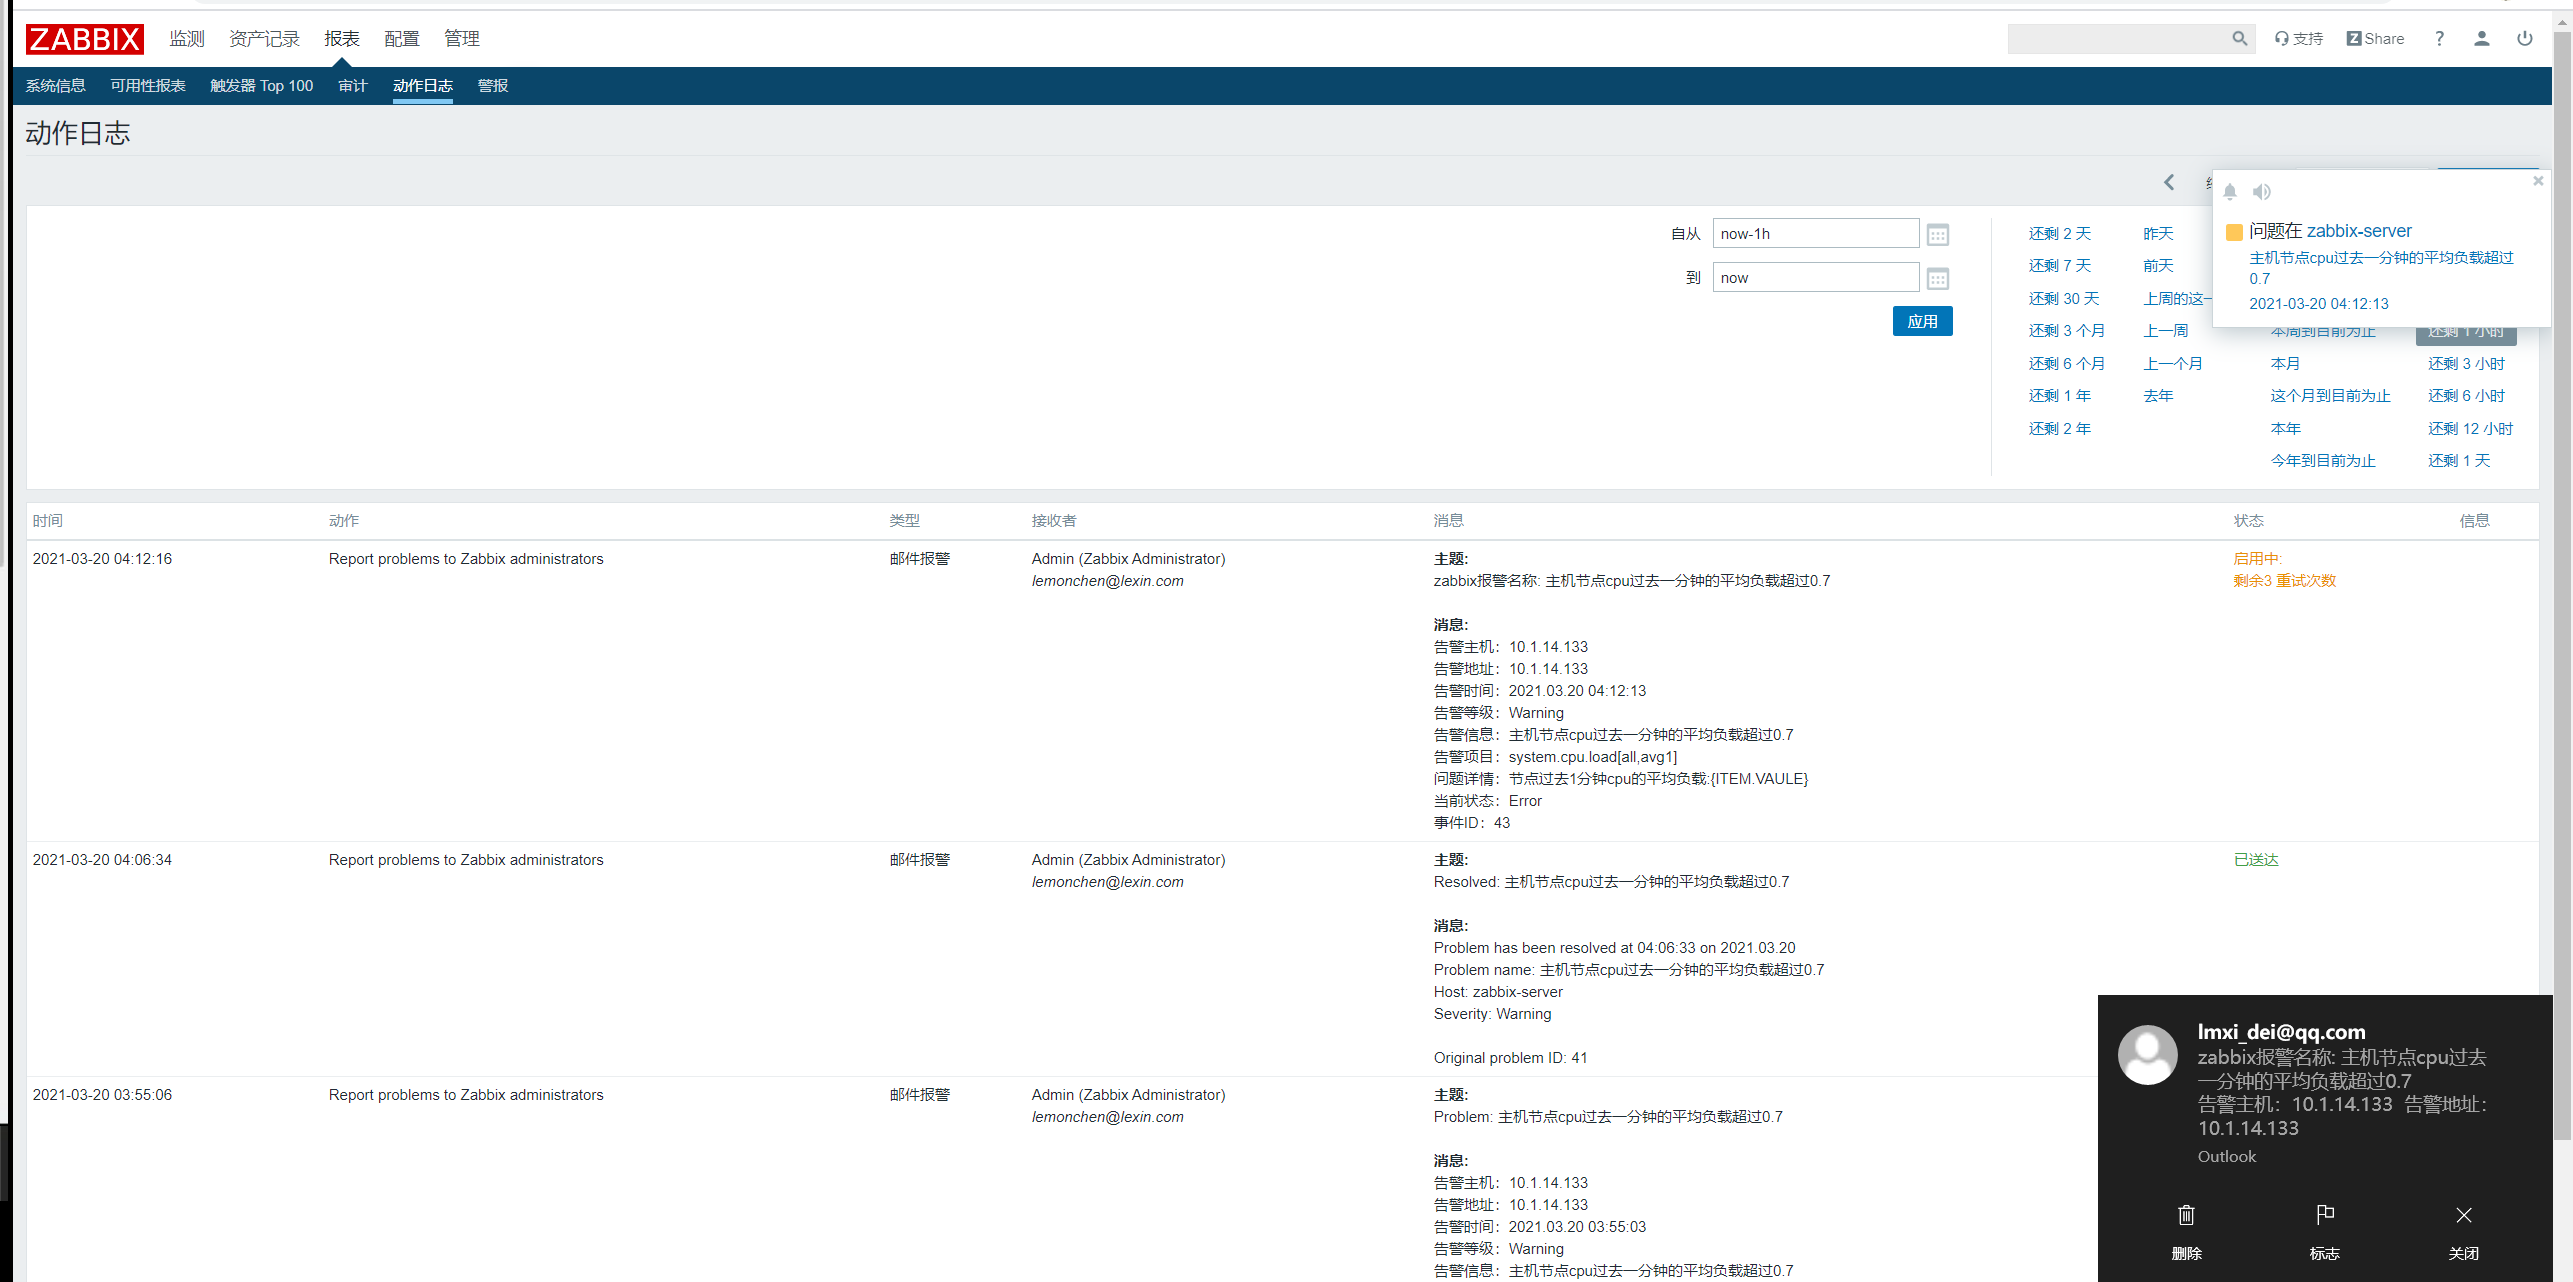 ZABBIX 监测 资产记录 报表 配置 管理 支持 Z Share ?
系统信息 可用性报表 触发器 Top 100 审计 动作日志 警报
动作日志
问题在 zabbix-server
主机节点cpu过去一分钟的平均负载超过
0.7
2021-03-20 04:12:13
自从 now-1h
到 now
应用
还剩 2 天 昨天
还剩 7 天 前天
还剩 30 天 上周的这一
还剩 3 个月 上一周 本周到目前为止 还剩 1 小时
还剩 6 个月 上一个月 本月 还剩 3 小时
还剩 1 年 去年 这个月到目前为止 还剩 6 小时
还剩 2 年 本年 还剩 12 小时
今年到目前为止 还剩 1 天
时间 动作 类型 接收者 消息 状态 信息
2021-03-20 04:12:16 Report problems to Zabbix administrators 邮件报警 Admin (Zabbix Administrator) 主题: 启用中:
lemonchen@lexin.com zabbix报警名称: 主机节点cpu过去一分钟的平均负载超过0.7 剩余3 重试次数
消息:
告警主机：10.1.14.133
告警地址：10.1.14.133
告警时间：2021.03.20 04:12:13
告警等级：Warning
告警信息：主机节点cpu过去一分钟的平均负载超过0.7
告警项目：system.cpu.load[all,avg1]
问题详情：节点过去1分钟cpu的平均负载:{ITEM.VAULE}
当前状态：Error
事件ID：43
2021-03-20 04:06:34 Report problems to Zabbix administrators 邮件报警 Admin (Zabbix Administrator) 主题: 已送达
lemonchen@lexin.com Resolved: 主机节点cpu过去一分钟的平均负载超过0.7
消息:
Problem has been resolved at 04:06:33 on 2021.03.20
Problem name: 主机节点cpu过去一分钟的平均负载超过0.7
Host: zabbix-server
Severity: Warning
Original problem ID: 41
2021-03-20 03:55:06 Report problems to Zabbix administrators 邮件报警 Admin (Zabbix Administrator) 主题:
lemonchen@lexin.com Problem: 主机节点cpu过去一分钟的平均负载超过0.7
消息:
告警主机：10.1.14.133
告警地址：10.1.14.133
告警时间：2021.03.20 03:55:03
告警等级：Warning
告警信息：主机节点cpu过去一分钟的平均负载超过0.7
lmxi_dei@qq.com
zabbix报警名称: 主机节点cpu过去
一分钟的平均负载超过0.7
告警主机：10.1.14.133 告警地址：
10.1.14.133
Outlook
删除 标志 关闭